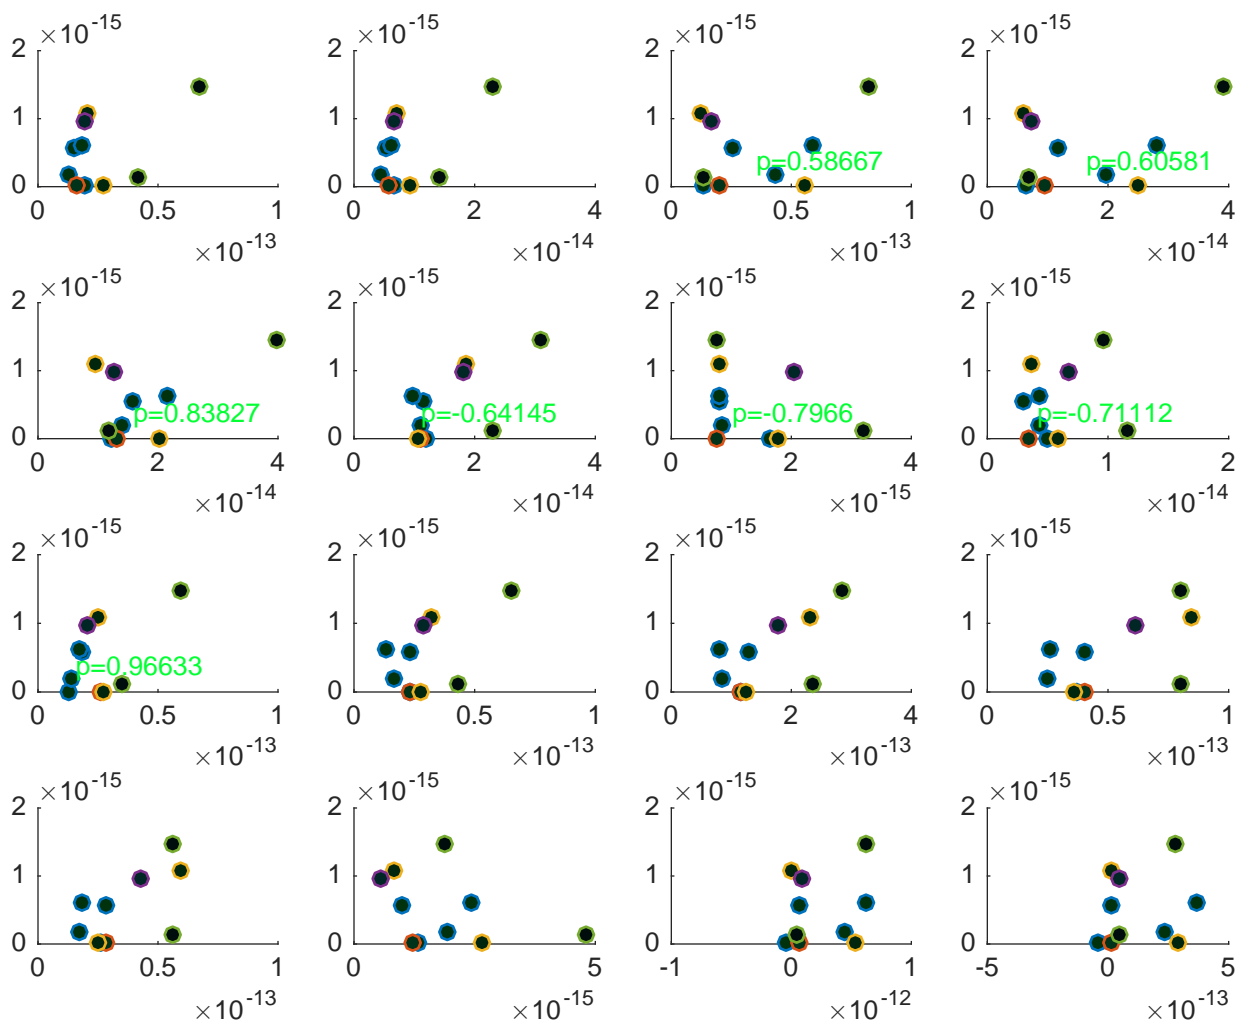 ×10-15 ×10-15 ×10-15 ×10-15
2 2 2 2
1 1 1 1
p=0.58667 p=0.60581
0 0 0 0
0 0.5 1 0 2 4 0 0.5 1 0 2 4
×10-13 ×10-14 ×10-13 ×10-14
×10-15 ×10-15 ×10-15 ×10-15
2 2 2 2
1 1 1 1
p=0.83827 p=-0.64145 p=-0.7966 p=-0.71112
0 0 0 0
0 2 4 0 2 4 0 2 4 0 1 2
×10-14 ×10-14 ×10-15 ×10-14
×10-15 ×10-15 ×10-15 ×10-15
2 2 2 2
1 1 1 1
p=0.96633
0 0 0 0
0 0.5 1 0 0.5 1 0 2 4 0 0.5 1
×10-13 ×10-13 ×10-13 ×10-13
×10-15 ×10-15 ×10-15 ×10-15
2 2 2 2
1 1 1 1
0 0 0 0
0 0.5 1 0 5 -1 0 1 -5 0 5
×10-13 ×10-15 ×10-12 ×10-13